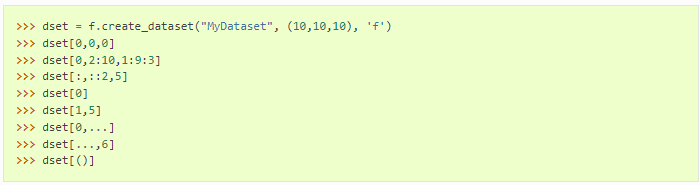 >>> dset = f.create_dataset("MyDataset", (10,10,10), 'f')
>>> dset[0,0,0]
>>> dset[0,2:10,1:9:3]
>>> dset[:,::2,5]
>>> dset[0]
>>> dset[1,5]
>>> dset[0,...]
>>> dset[...,6]
>>> dset[()]